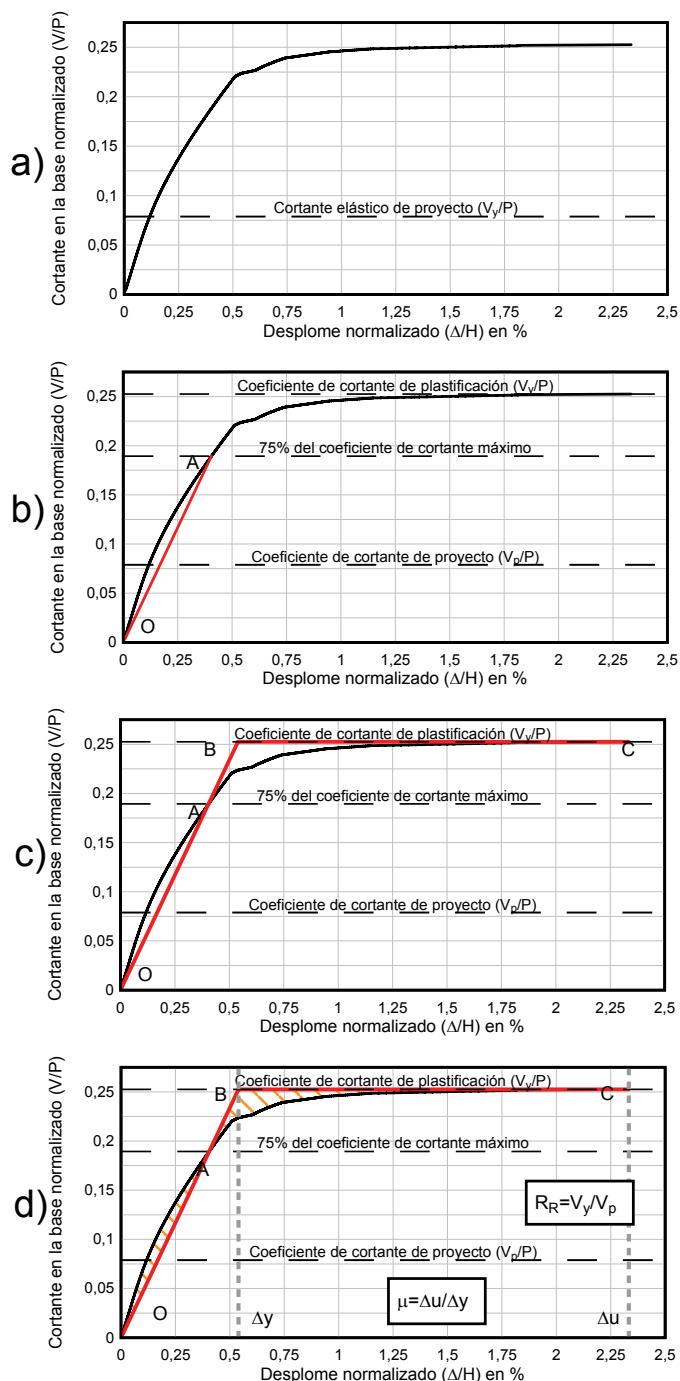 a)
Cortante en la base normalizado (V/P)
0,25
0,2
0,15
0,1
0,05
0
Cortante elástico de proyecto (Vy/P)
0 0,25 0,5 0,75 1 1,25 1,5 1,75 2 2,25 2,5
Desplome normalizado (Δ/H) en %
b)
Cortante en la base normalizado (V/P)
0,25
0,2
0,15
0,1
0,05
0
Coeficiente de cortante de plastificación (Vy/P)
75% del coeficiente de cortante máximo
A
Coeficiente de cortante de proyecto (Vp/P)
O
0 0,25 0,5 0,75 1 1,25 1,5 1,75 2 2,25 2,5
Desplome normalizado (Δ/H) en %
c)
Cortante en la base normalizado (V/P)
0,25
0,2
0,15
0,1
0,05
0
Coeficiente de cortante de plastificación (Vy/P)
B
C
75% del coeficiente de cortante máximo
A
Coeficiente de cortante de proyecto (Vp/P)
O
0 0,25 0,5 0,75 1 1,25 1,5 1,75 2 2,25 2,5
Desplome normalizado (Δ/H) en %
d)
Cortante en la base normalizado (V/P)
0,25
0,2
0,15
0,1
0,05
0
Coeficiente de cortante de plastificación (Vy/P)
B
C
75% del coeficiente de cortante máximo
A
RR=Vy/Vp
Coeficiente de cortante de proyecto (Vp/P)
μ=Δu/Δy
O
Δy
Δu
0 0,25 0,5 0,75 1 1,25 1,5 1,75 2 2,25 2,5
Desplome normalizado (Δ/H) en %